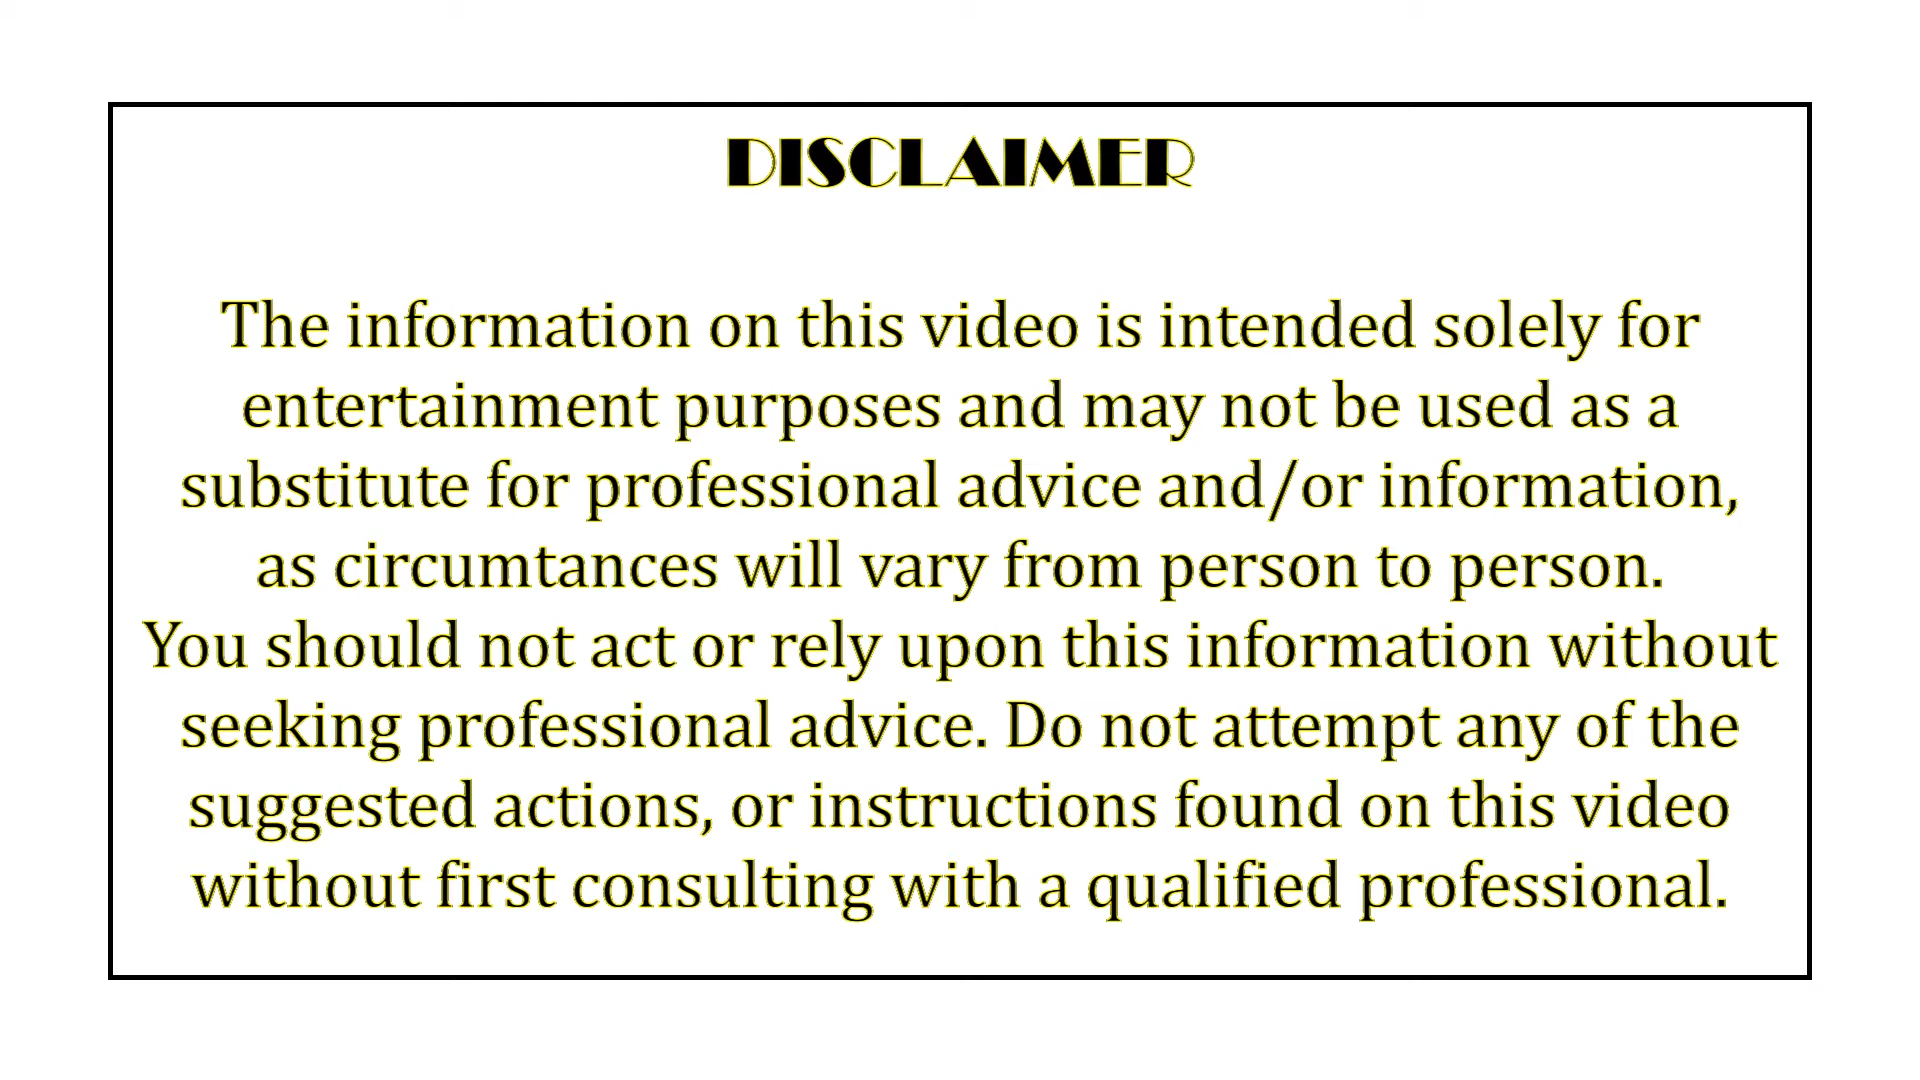 DISCLAIMER
The information on this video is intended solely for
entertainment purposes and may not be used as a
substitute for professional advice and/or information,
as circumtances will vary from person to person.
You should not act or rely upon this information without
seeking professional advice. Do not attempt any of the
suggested actions, or instructions found on this video
without first consulting with a qualified professional.